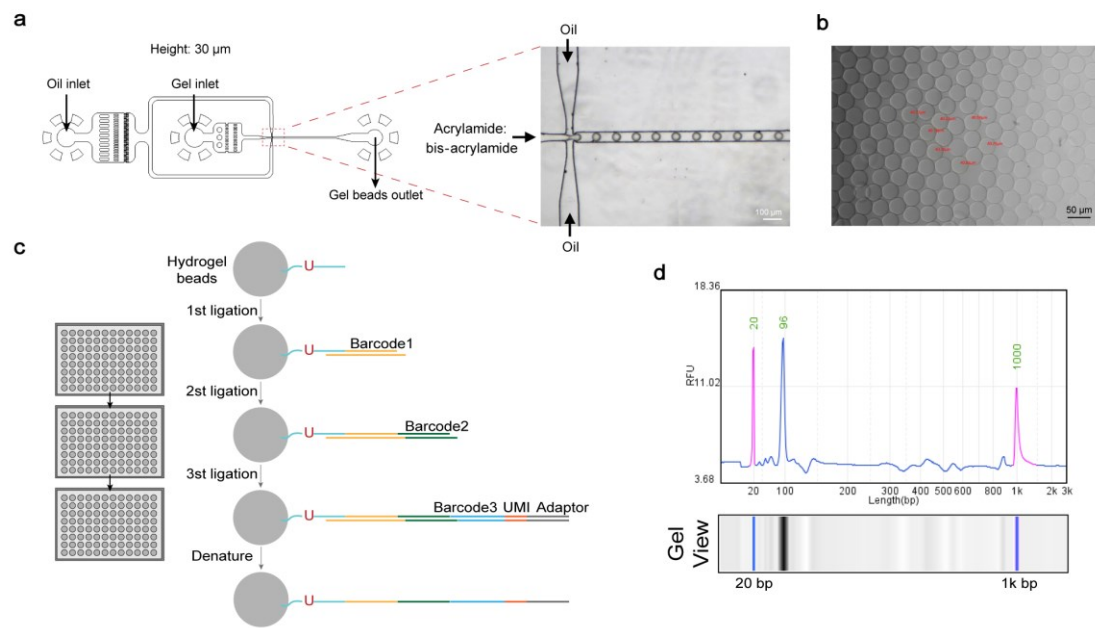 a
Height: 30 μm
Oil inlet
Gel inlet
Gel beads outlet
Oil
Acrylamide:
bis-acrylamide
100 μm
Oil
b
50 μm
c
Hydrogel
beads
U
1st ligation
U
Barcode1
2st ligation
U
Barcode2
3st ligation
U
Barcode3 UMI Adaptor
Denature
U
d
18.36
11.02
3.68
RFU
20
96
1000
20 100 200 300 400 500 600 800 1k 2k 3k
Length(bp)
Gel
View
20 bp
1k bp